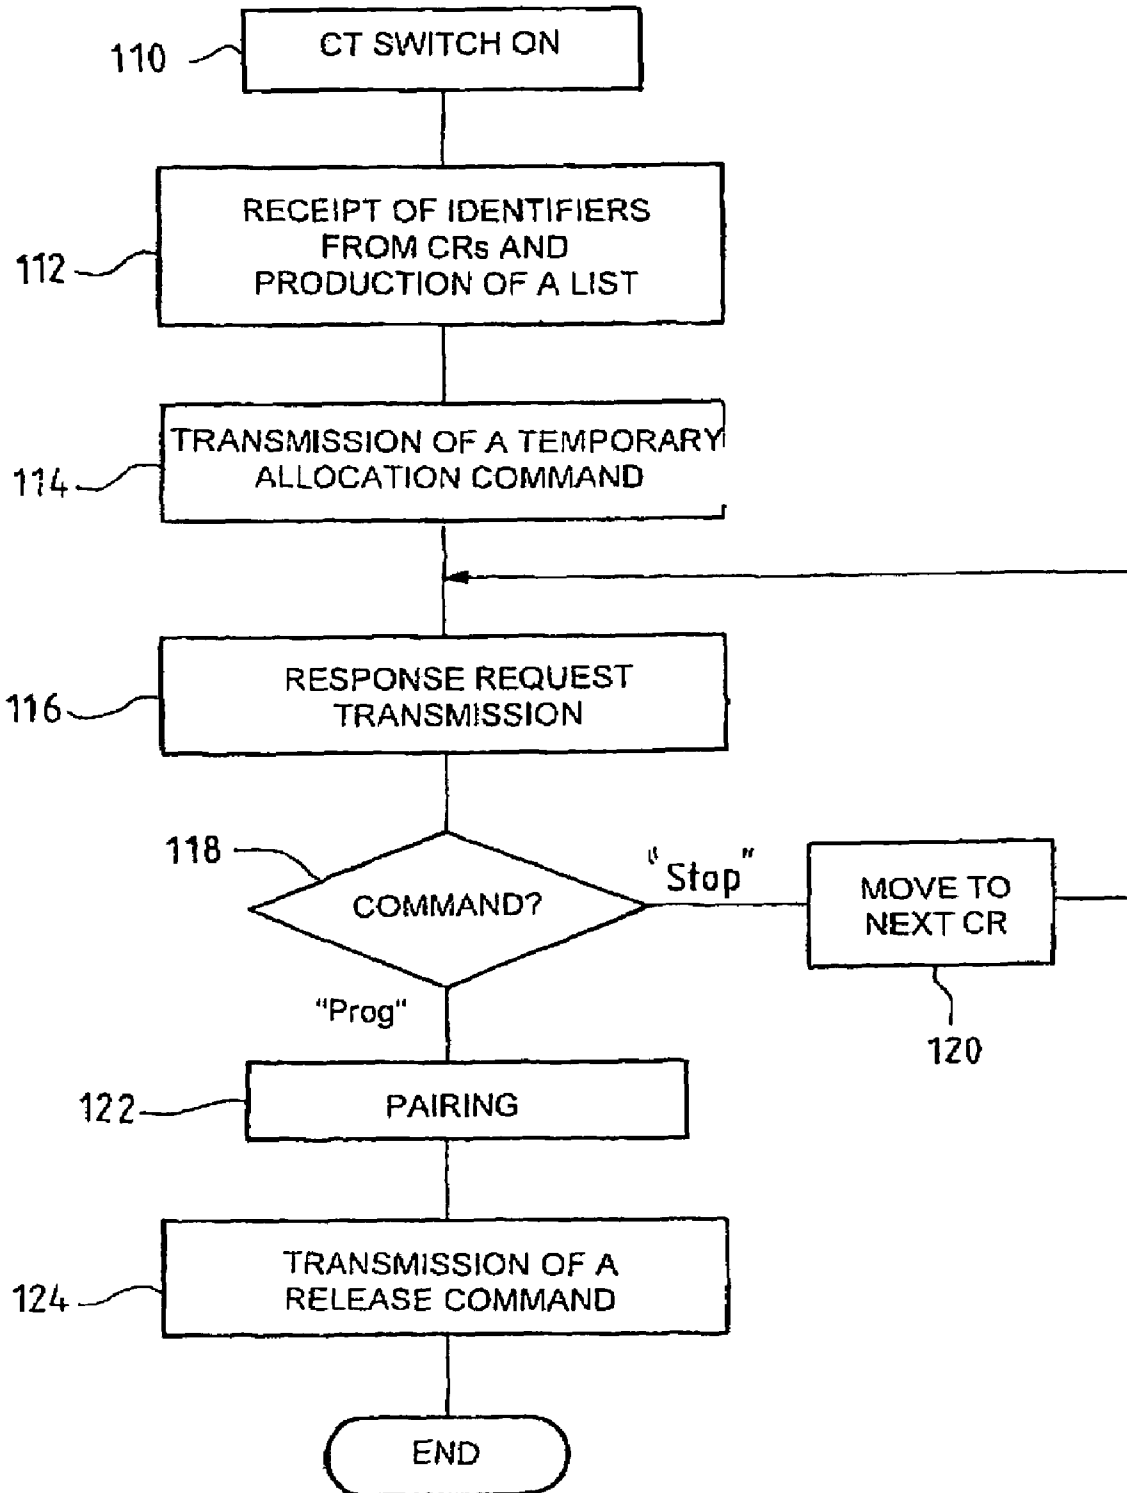 CT SWITCH ON
110
RECEIPT OF IDENTIFIERS
FROM CRs AND
PRODUCTION OF A LIST
112
TRANSMISSION OF A TEMPORARY
ALLOCATION COMMAND
114
RESPONSE REQUEST
TRANSMISSION
116
118
COMMAND?
"Stop"
MOVE TO
NEXT CR
120
"Prog"
122
PAIRING
TRANSMISSION OF A
RELEASE COMMAND
124
END